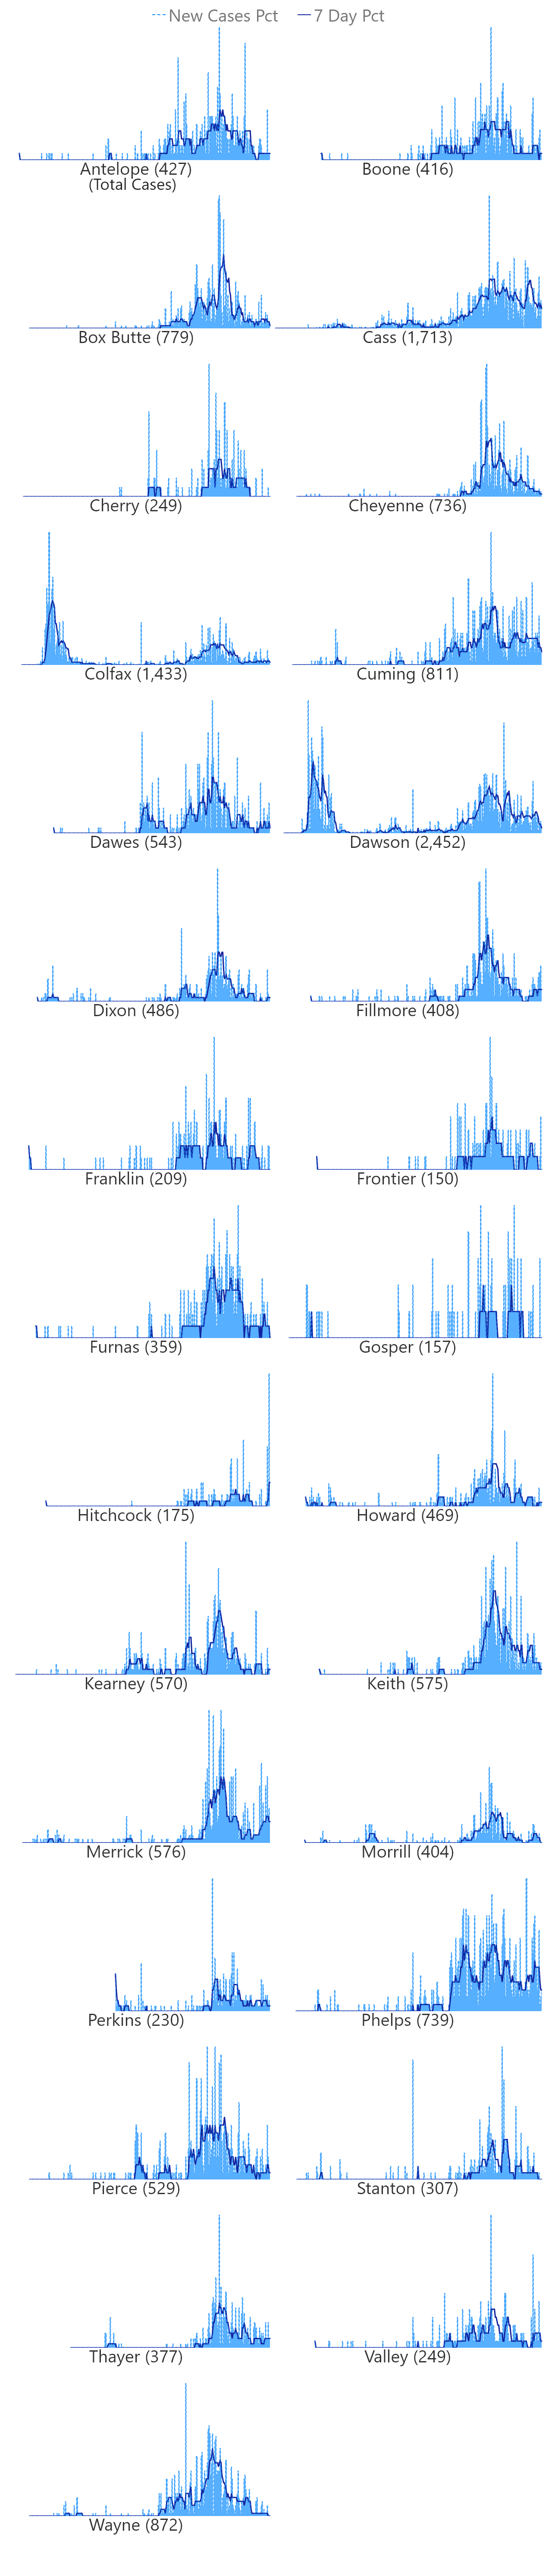 New Cases Pct 7 Day Pct
Antelope (427) Boone (416)
(Total Cases)
Box Butte (779) Cass (1,713)
Cherry (249) Cheyenne (736)
Colfax (1,433) Cuming (811)
Dawes (543) Dawson (2,452)
Dixon (486) Fillmore (408)
Franklin (209) Frontier (150)
Furnas (359) Gosper (157)
Hitchcock (175) Howard (469)
Kearney (570) Keith (575)
Merrick (576) Morrill (404)
Perkins (230) Phelps (739)
Pierce (529) Stanton (307)
Thayer (377) Valley (249)
Wayne (872)